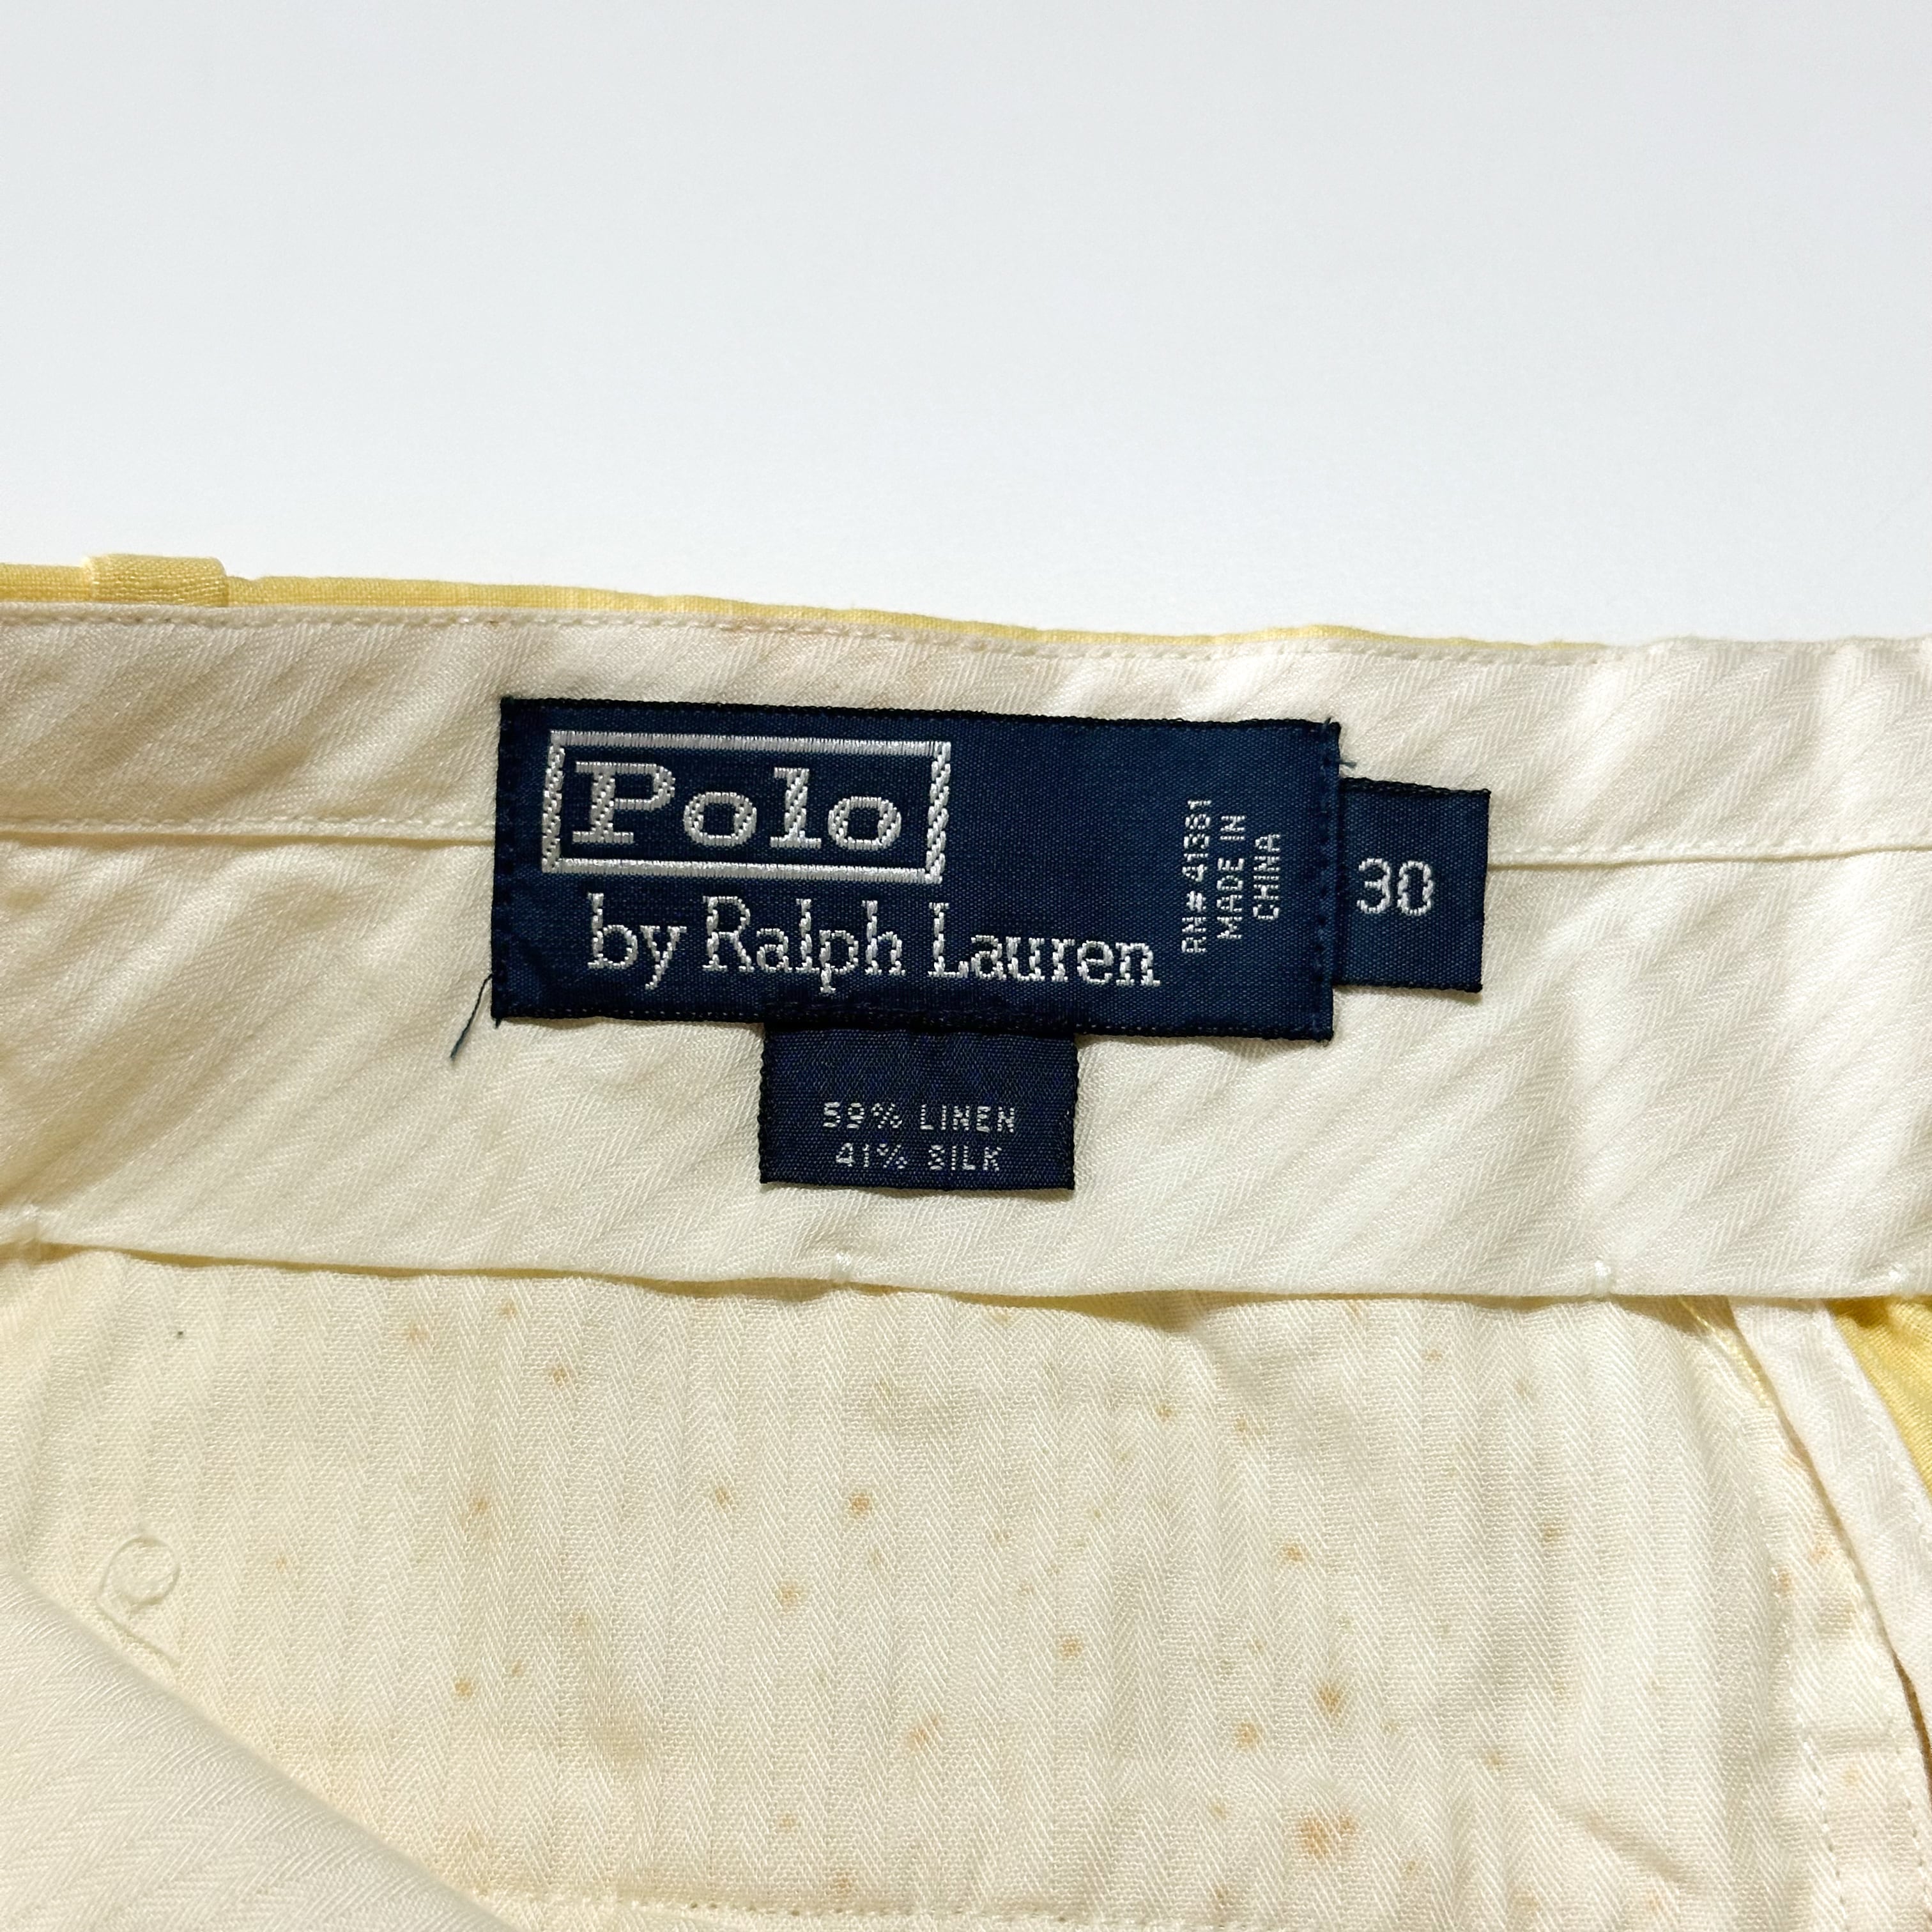 Polo
by Ralph Lauren
RN# 41381
MADE IN
CHINA
30
59% LINEN
41% SILK